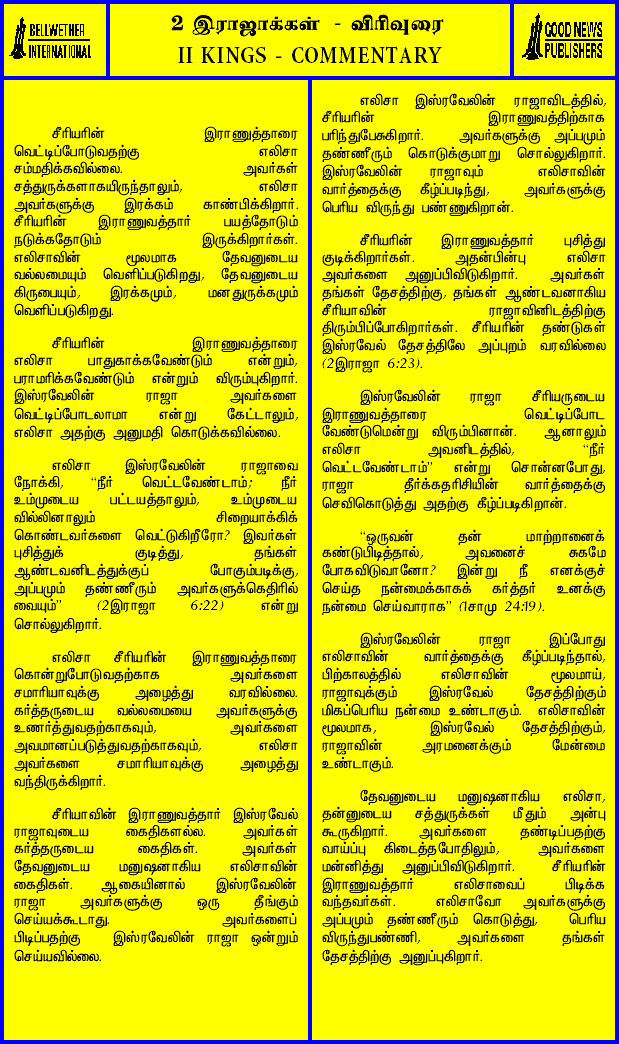 BELLWETHER
INTERNATIONAL
2 இராஜாக்கள் - விரிவுரை
II KINGS - COMMENTARY
GOOD NEWS
PUBLISHERS
சீரியரின் இராணுத்தாரை
வெட்டிப்போடுவதற்கு எலிசா
சம்மதிக்கவில்லை. அவர்கள்
சத்துருக்களாகயிருந்தாலும், எலிசா
அவர்களுக்கு இரக்கம் காண்பிக்கிறார்.
சீரியரின் இராணுவத்தார் பயத்தோடும்
நடுக்கதோடும் இருக்கிறார்கள்.
எலிசாவின் மூலமாக தேவனுடைய
வல்லமையும் வெளிப்படுகிறது, தேவனுடைய
கிருபையும், இரக்கமும், மனதுருக்கமும்
வெளிப்படுகிறது.
சீரியரின் இராணுவத்தாரை
எலிசா பாதுகாக்கவேண்டும் என்றும்,
பராமரிக்கவேண்டும் என்றும் விரும்புகிறார்.
இஸ்ரவேலின் ராஜா அவர்களை
வெட்டிப்போடலாமா என்று கேட்டாலும்,
எலிசா அதற்கு அனுமதி கொடுக்கவில்லை.
எலிசா இஸ்ரவேலின் ராஜாவை
நோக்கி, “நீர் வெட்டவேண்டாம்; நீர்
உம்முடைய பட்டயத்தாலும், உம்முடைய
வில்லினாலும் சிறையாக்கிக்
கொண்டவர்களை வெட்டுகிறீரோ? இவர்கள்
புசித்துக் குடித்து, தங்கள்
ஆண்டவனிடத்துக்குப் போகும்படிக்கு,
அப்பமும் தண்ணீரும் அவர்களுக்கெதிரில்
வையும்” (2இராஜா 6:22) என்று
சொல்லுகிறார்.
எலிசா சீரியரின் இராணுவத்தாரை
கொன்றுபோடுவதற்காக அவர்களை
சமாரியாவுக்கு அழைத்து வரவில்லை.
கர்த்தருடைய வல்லமையை அவர்களுக்கு
உணர்த்துவதற்காகவும், அவர்களை
அவமானப்படுத்துவதற்காகவும், எலிசா
அவர்களை சமாரியாவுக்கு அழைத்து
வந்திருக்கிறார்.
சீரியாவின் இராணுவத்தார் இஸ்ரவேல்
ராஜாவுடைய கைதிகளல்ல. அவர்கள்
கர்த்தருடைய கைதிகள். அவர்கள்
தேவனுடைய மனுஷனாகிய எலிசாவின்
கைதிகள். ஆகையினால் இஸ்ரவேலின்
ராஜா அவர்களுக்கு ஒரு தீங்கும்
செய்யக்கூடாது. அவர்களைப்
பிடிப்பதற்கு இஸ்ரவேலின் ராஜா ஒன்றும்
செய்யவில்லை.
எலிசா இஸ்ரவேலின் ராஜாவிடத்தில்,
சீரியரின் இராணுவத்திற்காக
பரிந்துபேசுகிறார். அவர்களுக்கு அப்பமும்
தண்ணீரும் கொடுக்குமாறு சொல்லுகிறார்.
இஸ்ரவேலின் ராஜாவும் எலிசாவின்
வார்த்தைக்கு கீழ்ப்படிந்து, அவர்களுக்கு
பெரிய விருந்து பண்ணுகிறான்.
சீரியரின் இராணுவத்தார் புசித்து
குடிக்கிறார்கள். அதன்பின்பு எலிசா
அவர்களை அனுப்பிவிடுகிறார். அவர்கள்
தங்கள் தேசத்திற்கு, தங்கள் ஆண்டவனாகிய
சீரியாவின் ராஜாவினிடத்திற்கு
திரும்பிப்போகிறார்கள். சீரியரின் தண்டுகள்
இஸ்ரவேல் தேசத்திலே அப்புறம் வரவில்லை
(2இராஜா 6:23).
இஸ்ரவேலின் ராஜா சீரியருடைய
இராணுவத்தாரை வெட்டிப்போட
வேண்டுமென்று விரும்பினான். ஆனாலும்
எலிசா அவனிடத்தில், “நீர்
வெட்டவேண்டாம்” என்று சொன்னபோது,
ராஜா தீர்க்கதரிசியின் வார்த்தைக்கு
செவிகொடுத்து அதற்கு கீழ்ப்படிகிறான்.
“ஒருவன் தன் மாற்றானைக்
கண்டுபிடித்தால், அவனைச் சுகமே
போகவிடுவானோ? இன்று நீ எனக்குச்
செய்த நன்மைக்காகக் கர்த்தர் உனக்கு
நன்மை செய்வாராக” (1சாமு 24:19).
இஸ்ரவேலின் ராஜா இப்போது
எலிசாவின் வார்த்தைக்கு கீழ்ப்படிந்தால்,
பிற்காலத்தில் எலிசாவின் மூலமாய்,
ராஜாவுக்கும் இஸ்ரவேல் தேசத்திற்கும்
மிகப்பெரிய நன்மை உண்டாகும். எலிசாவின்
மூலமாக, இஸ்ரவேல் தேசத்திற்கும்,
ராஜாவின் அரமனைக்கும் மேன்மை
உண்டாகும்.
தேவனுடைய மனுஷனாகிய எலிசா,
தன்னுடைய சத்துருக்கள் மீதும் அன்பு
கூருகிறார். அவர்களை தண்டிப்பதற்கு
வாய்ப்பு கிடைத்தபோதிலும், அவர்களை
மன்னித்து அனுப்பிவிடுகிறார். சீரியரின்
இராணுவத்தார் எலிசாவைப் பிடிக்க
வந்தவர்கள். எலிசாவோ அவர்களுக்கு
அப்பமும் தண்ணீரும் கொடுத்து, பெரிய
விருந்துபண்ணி, அவர்களை தங்கள்
தேசத்திற்கு அனுப்புகிறார்.